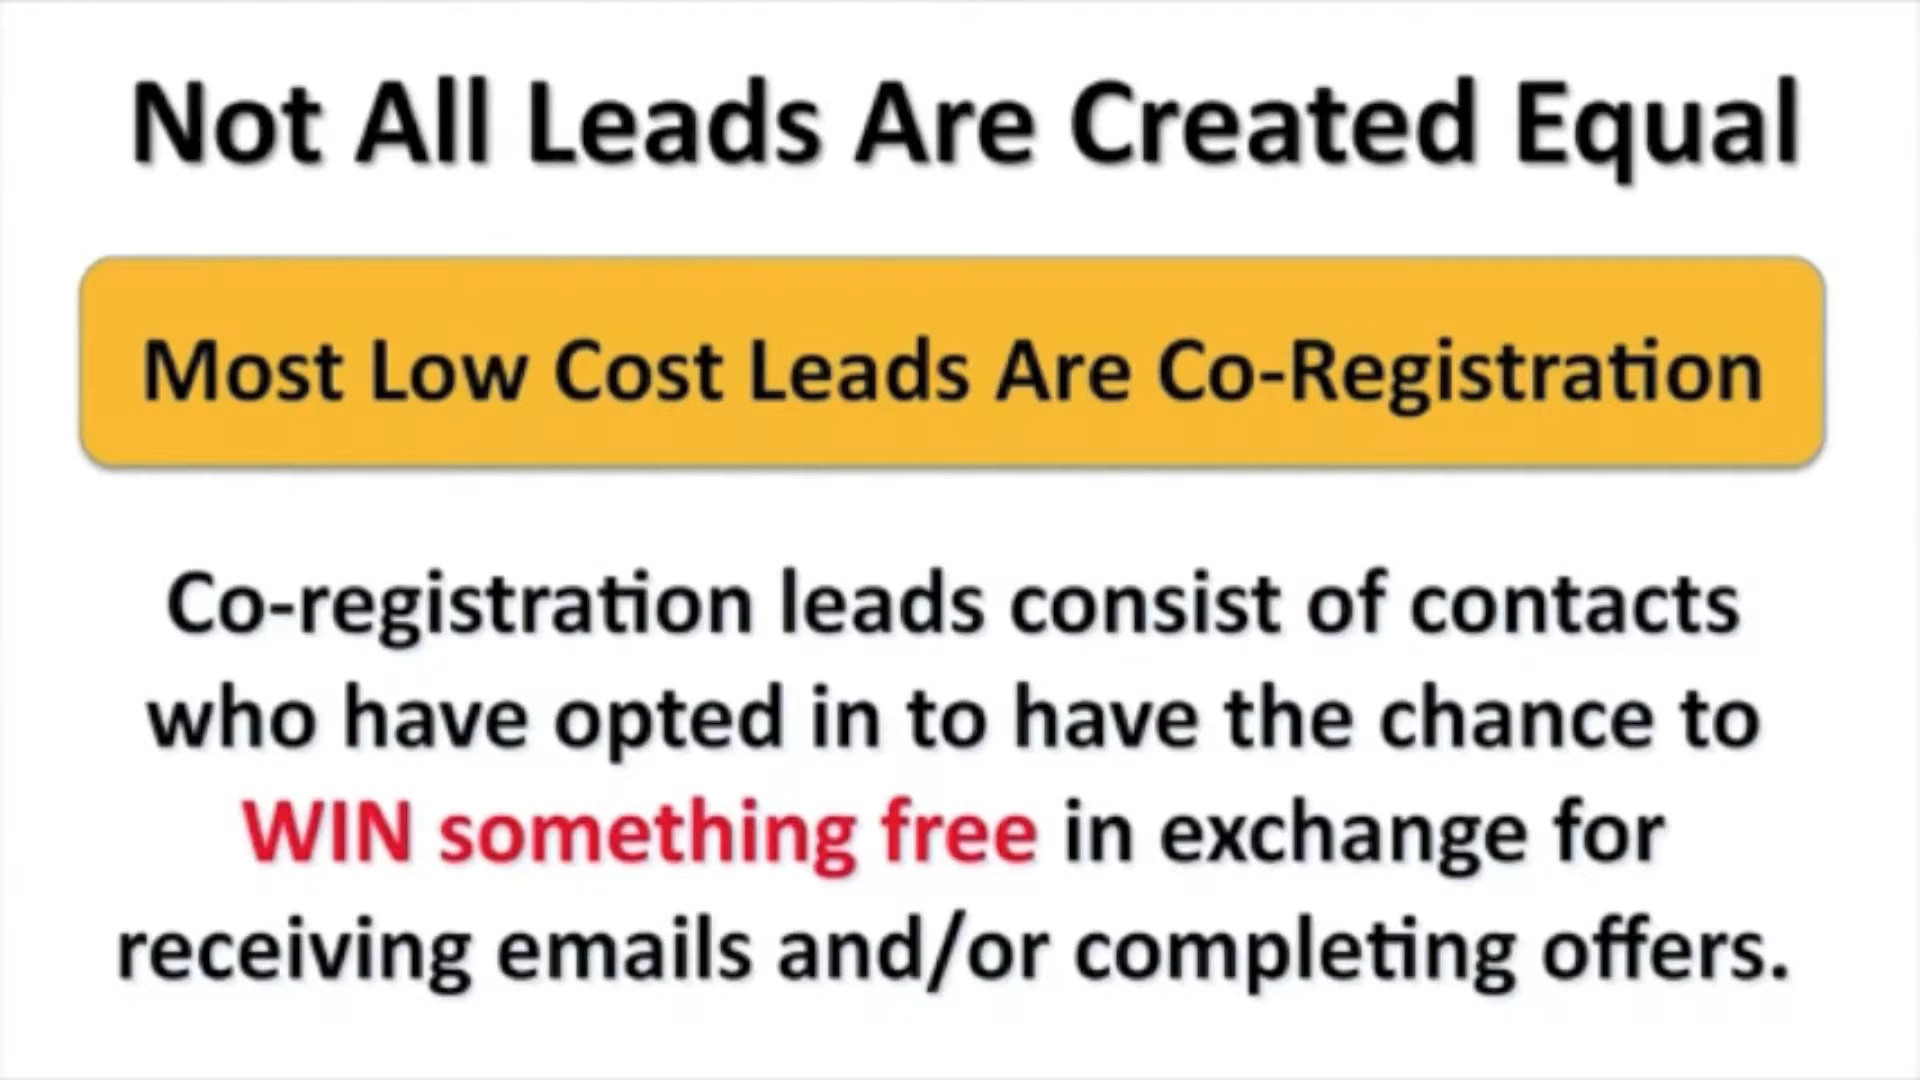 Not All Leads Are Created Equal
Most Low Cost Leads Are Co-Registration
Co-registration leads consist of contacts
who have opted in to have the chance to
WIN something free in exchange for
receiving emails and/or completing offers.